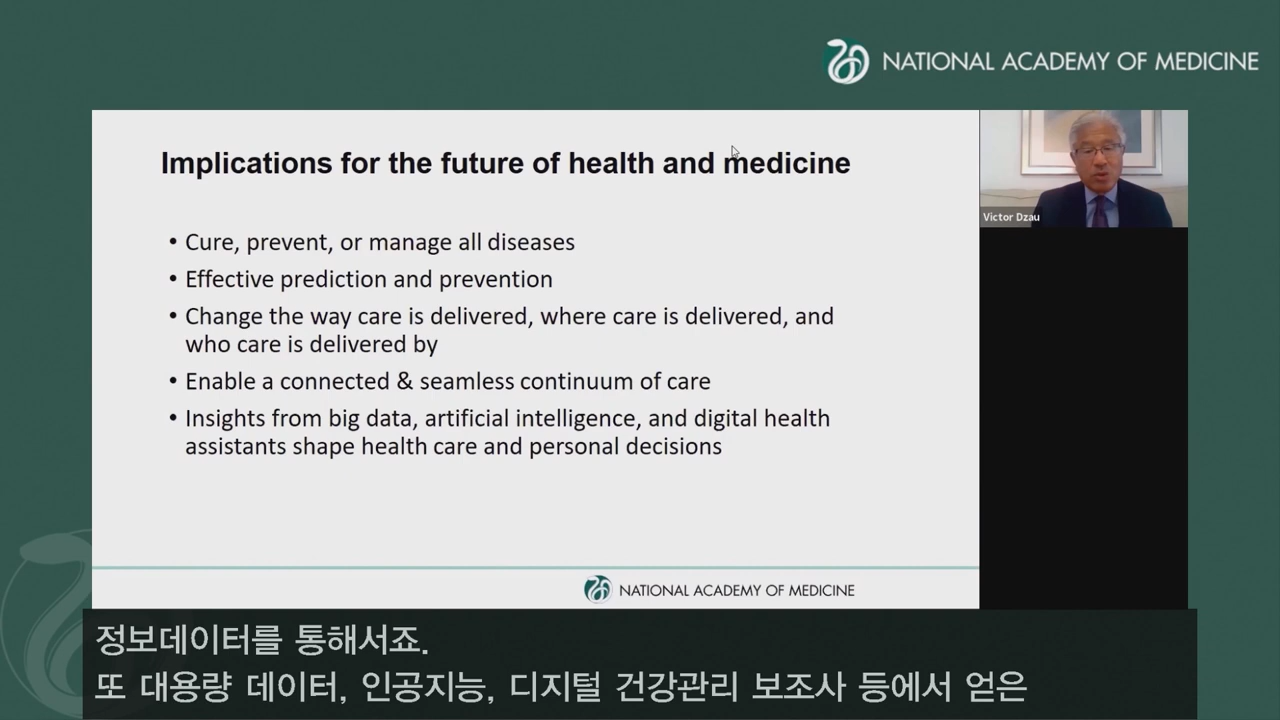 NATIONAL ACADEMY OF MEDICINE
Implications for the future of health and medicine
• Cure, prevent, or manage all diseases
• Effective prediction and prevention
• Change the way care is delivered, where care is delivered, and
who care is delivered by
• Enable a connected & seamless continuum of care
• Insights from big data, artificial intelligence, and digital health
assistants shape health care and personal decisions
Victor Dzau
NATIONAL ACADEMY OF MEDICINE
정보데이터를 통해서죠.
또 대용량 데이터, 인공지능, 디지털 건강관리 보조사 등에서 얻은